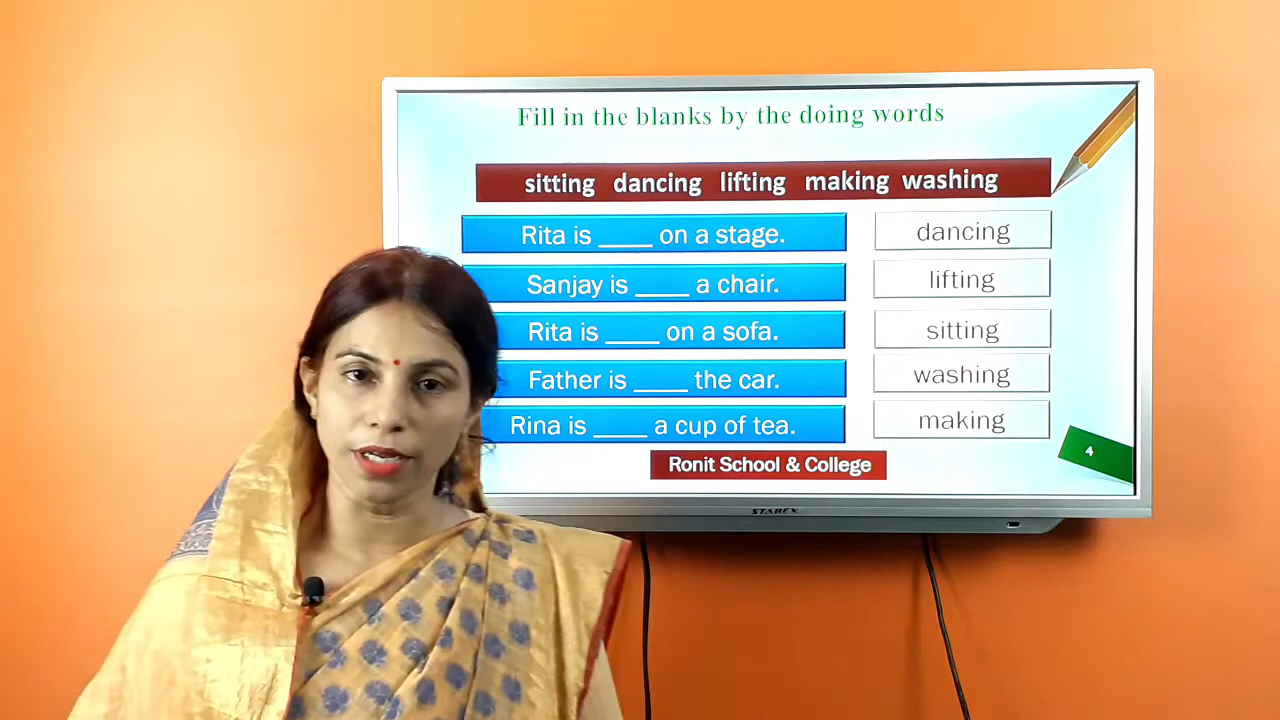 Fill in the blanks by the doing words
sitting dancing lifting making washing
Rita is ____ on a stage.
dancing
Sanjay is ____ a chair.
lifting
Rita is ____ on a sofa.
sitting
Father is ____ the car.
washing
Rina is ____ a cup of tea.
making
4
Ronit School & College
STAREX